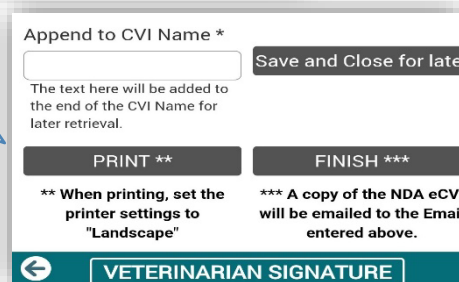 Append to CVI Name *
Save and Close for late
The text here will be added to
the end of the CVI Name for
later retrieval.
PRINT **
FINISH ***
** When printing, set the
printer settings to
"Landscape"
*** A copy of the NDA eCV
will be emailed to the Emai
entered above.
VETERINARIAN SIGNATURE